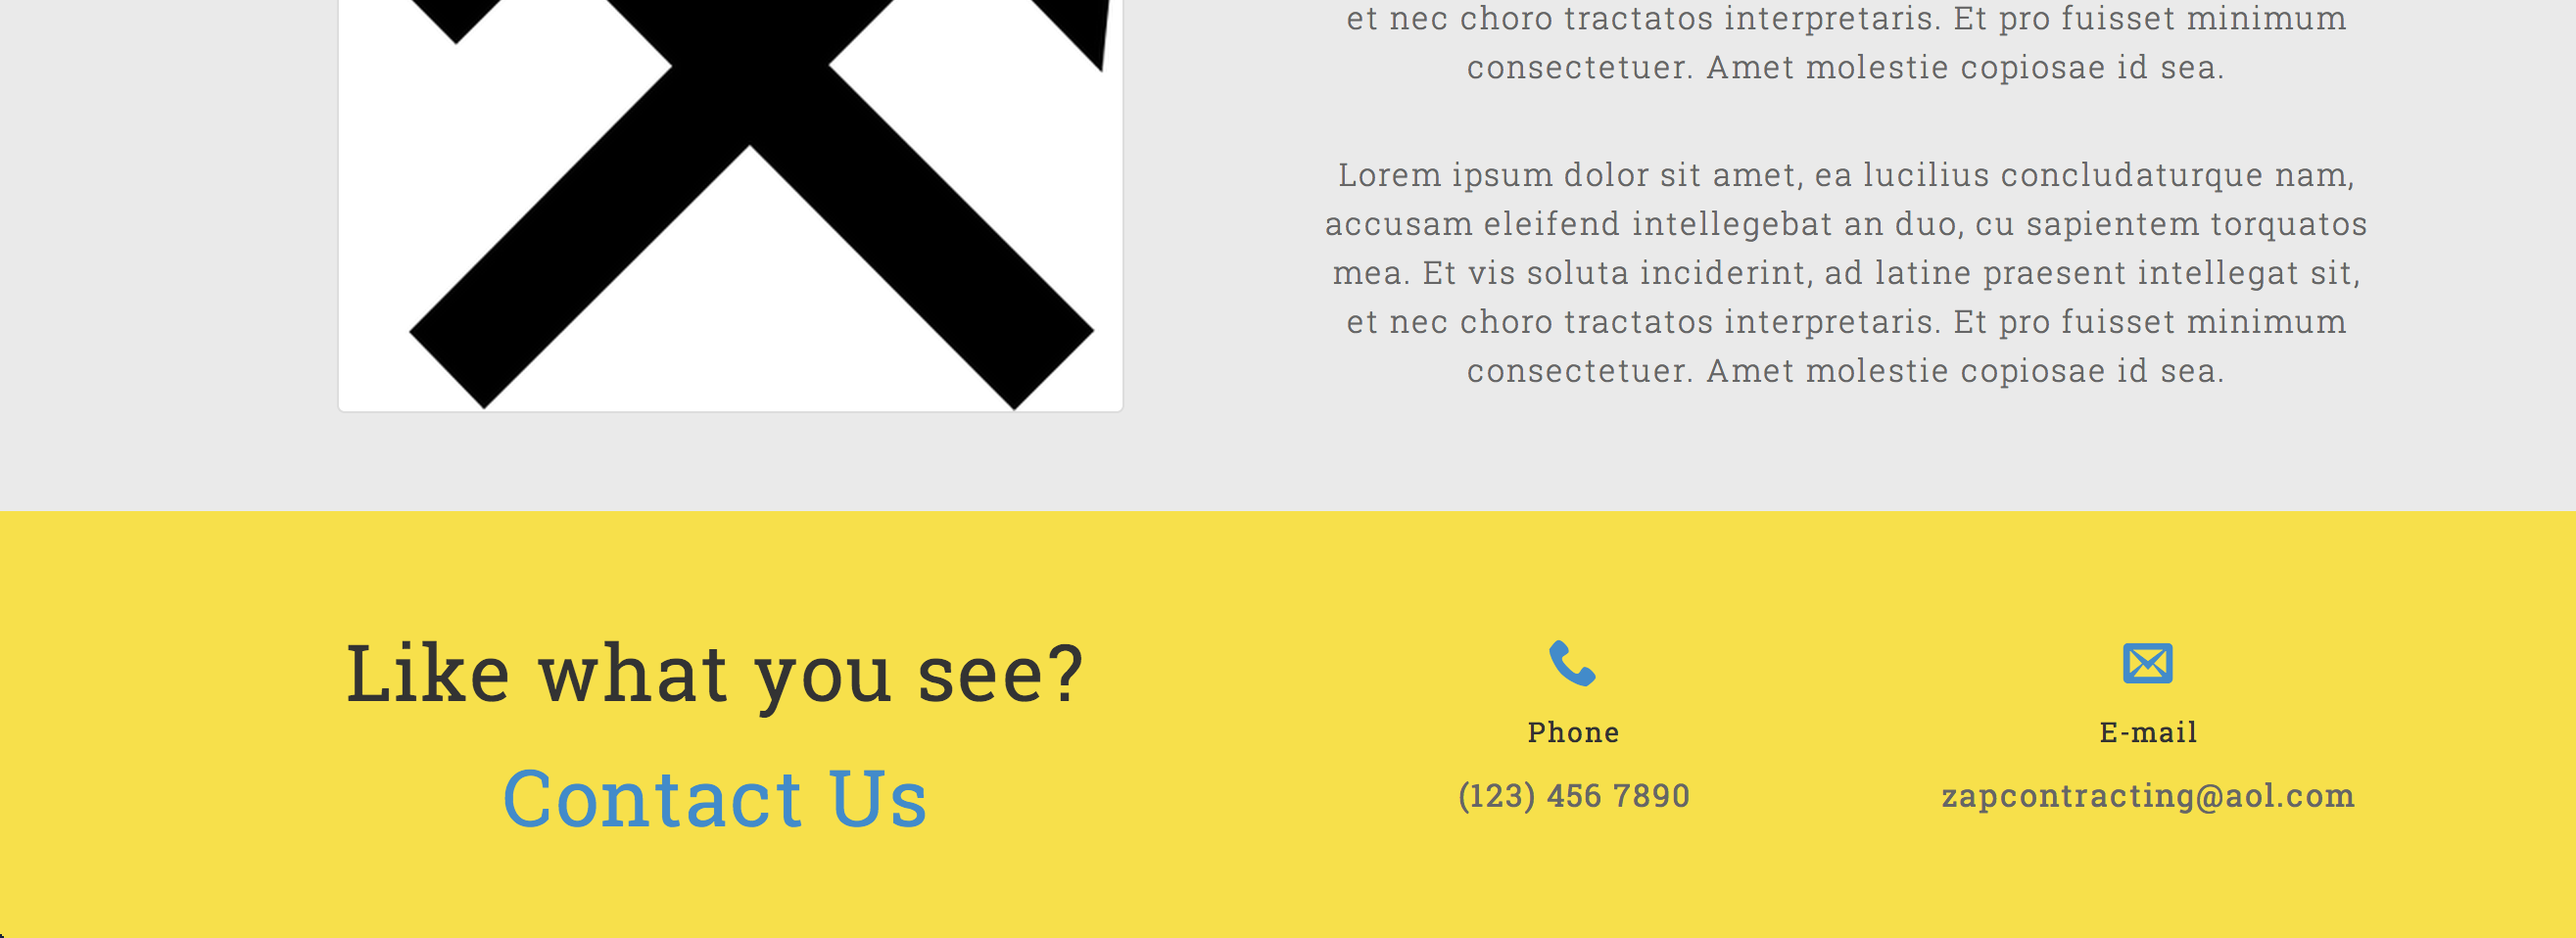 et nec choro tractatos interpretaris. Et pro fuisset minimum
consectetuer. Amet molestie copiosae id sea.
Lorem ipsum dolor sit amet, ea lucilius concludaturque nam,
accusam eleifend intellegebat an duo, cu sapientem torquatos
mea. Et vis soluta inciderint, ad latine praesent intellegat sit,
et nec choro tractatos interpretaris. Et pro fuisset minimum
consectetuer. Amet molestie copiosae id sea.
Like what you see?
Contact Us
Phone
(123) 456 7890
E-mail
zapcontracting@aol.com